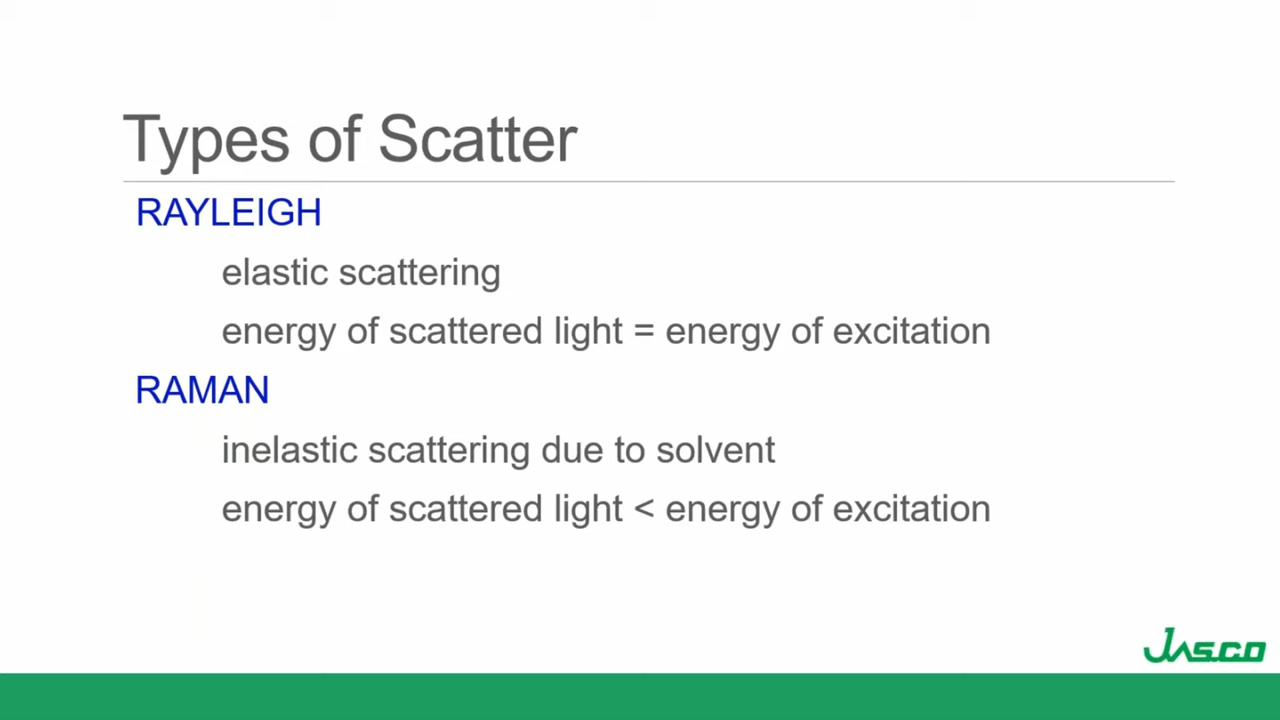 Types of Scatter
RAYLEIGH
elastic scattering
energy of scattered light = energy of excitation
RAMAN
inelastic scattering due to solvent
energy of scattered light < energy of excitation
JASCO